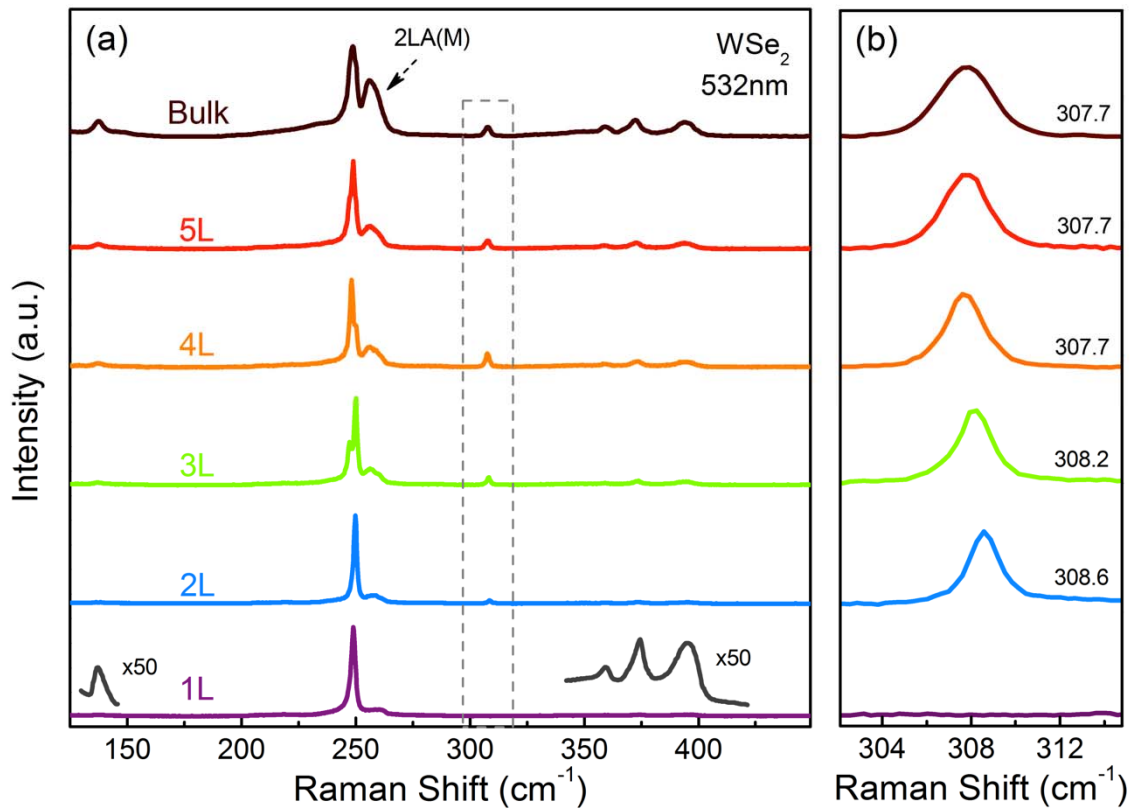 (a)
2LA(M)
WSe₂
532nm
Bulk
5L
4L
3L
2L
x50
1L
x50
Intensity (a.u.)
150 200 250 300 350 400
Raman Shift (cm⁻¹)
(b)
307.7
307.7
307.7
308.2
308.6
304 308 312
Raman Shift (cm⁻¹)